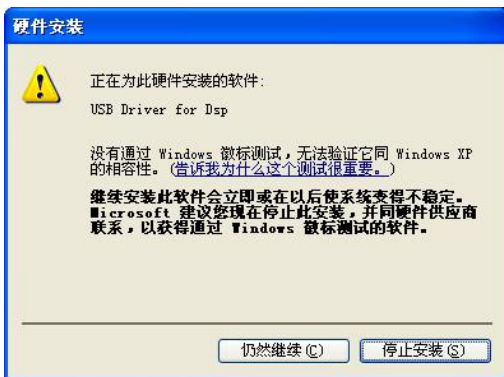 硬件安装
正在为此硬件安装的软件:
USB Driver for Dsp
没有通过 Windows 徽标测试，无法验证它同 Windows XP
的相容性。(告诉我为什么这个测试很重要。)
继续安装此软件会立即或在以后使系统变得不稳定。
Microsoft 建议您现在停止此安装，并同硬件供应商
联系，以获得通过 Windows 徽标测试的软件。
仍然继续(C)
停止安装(S)